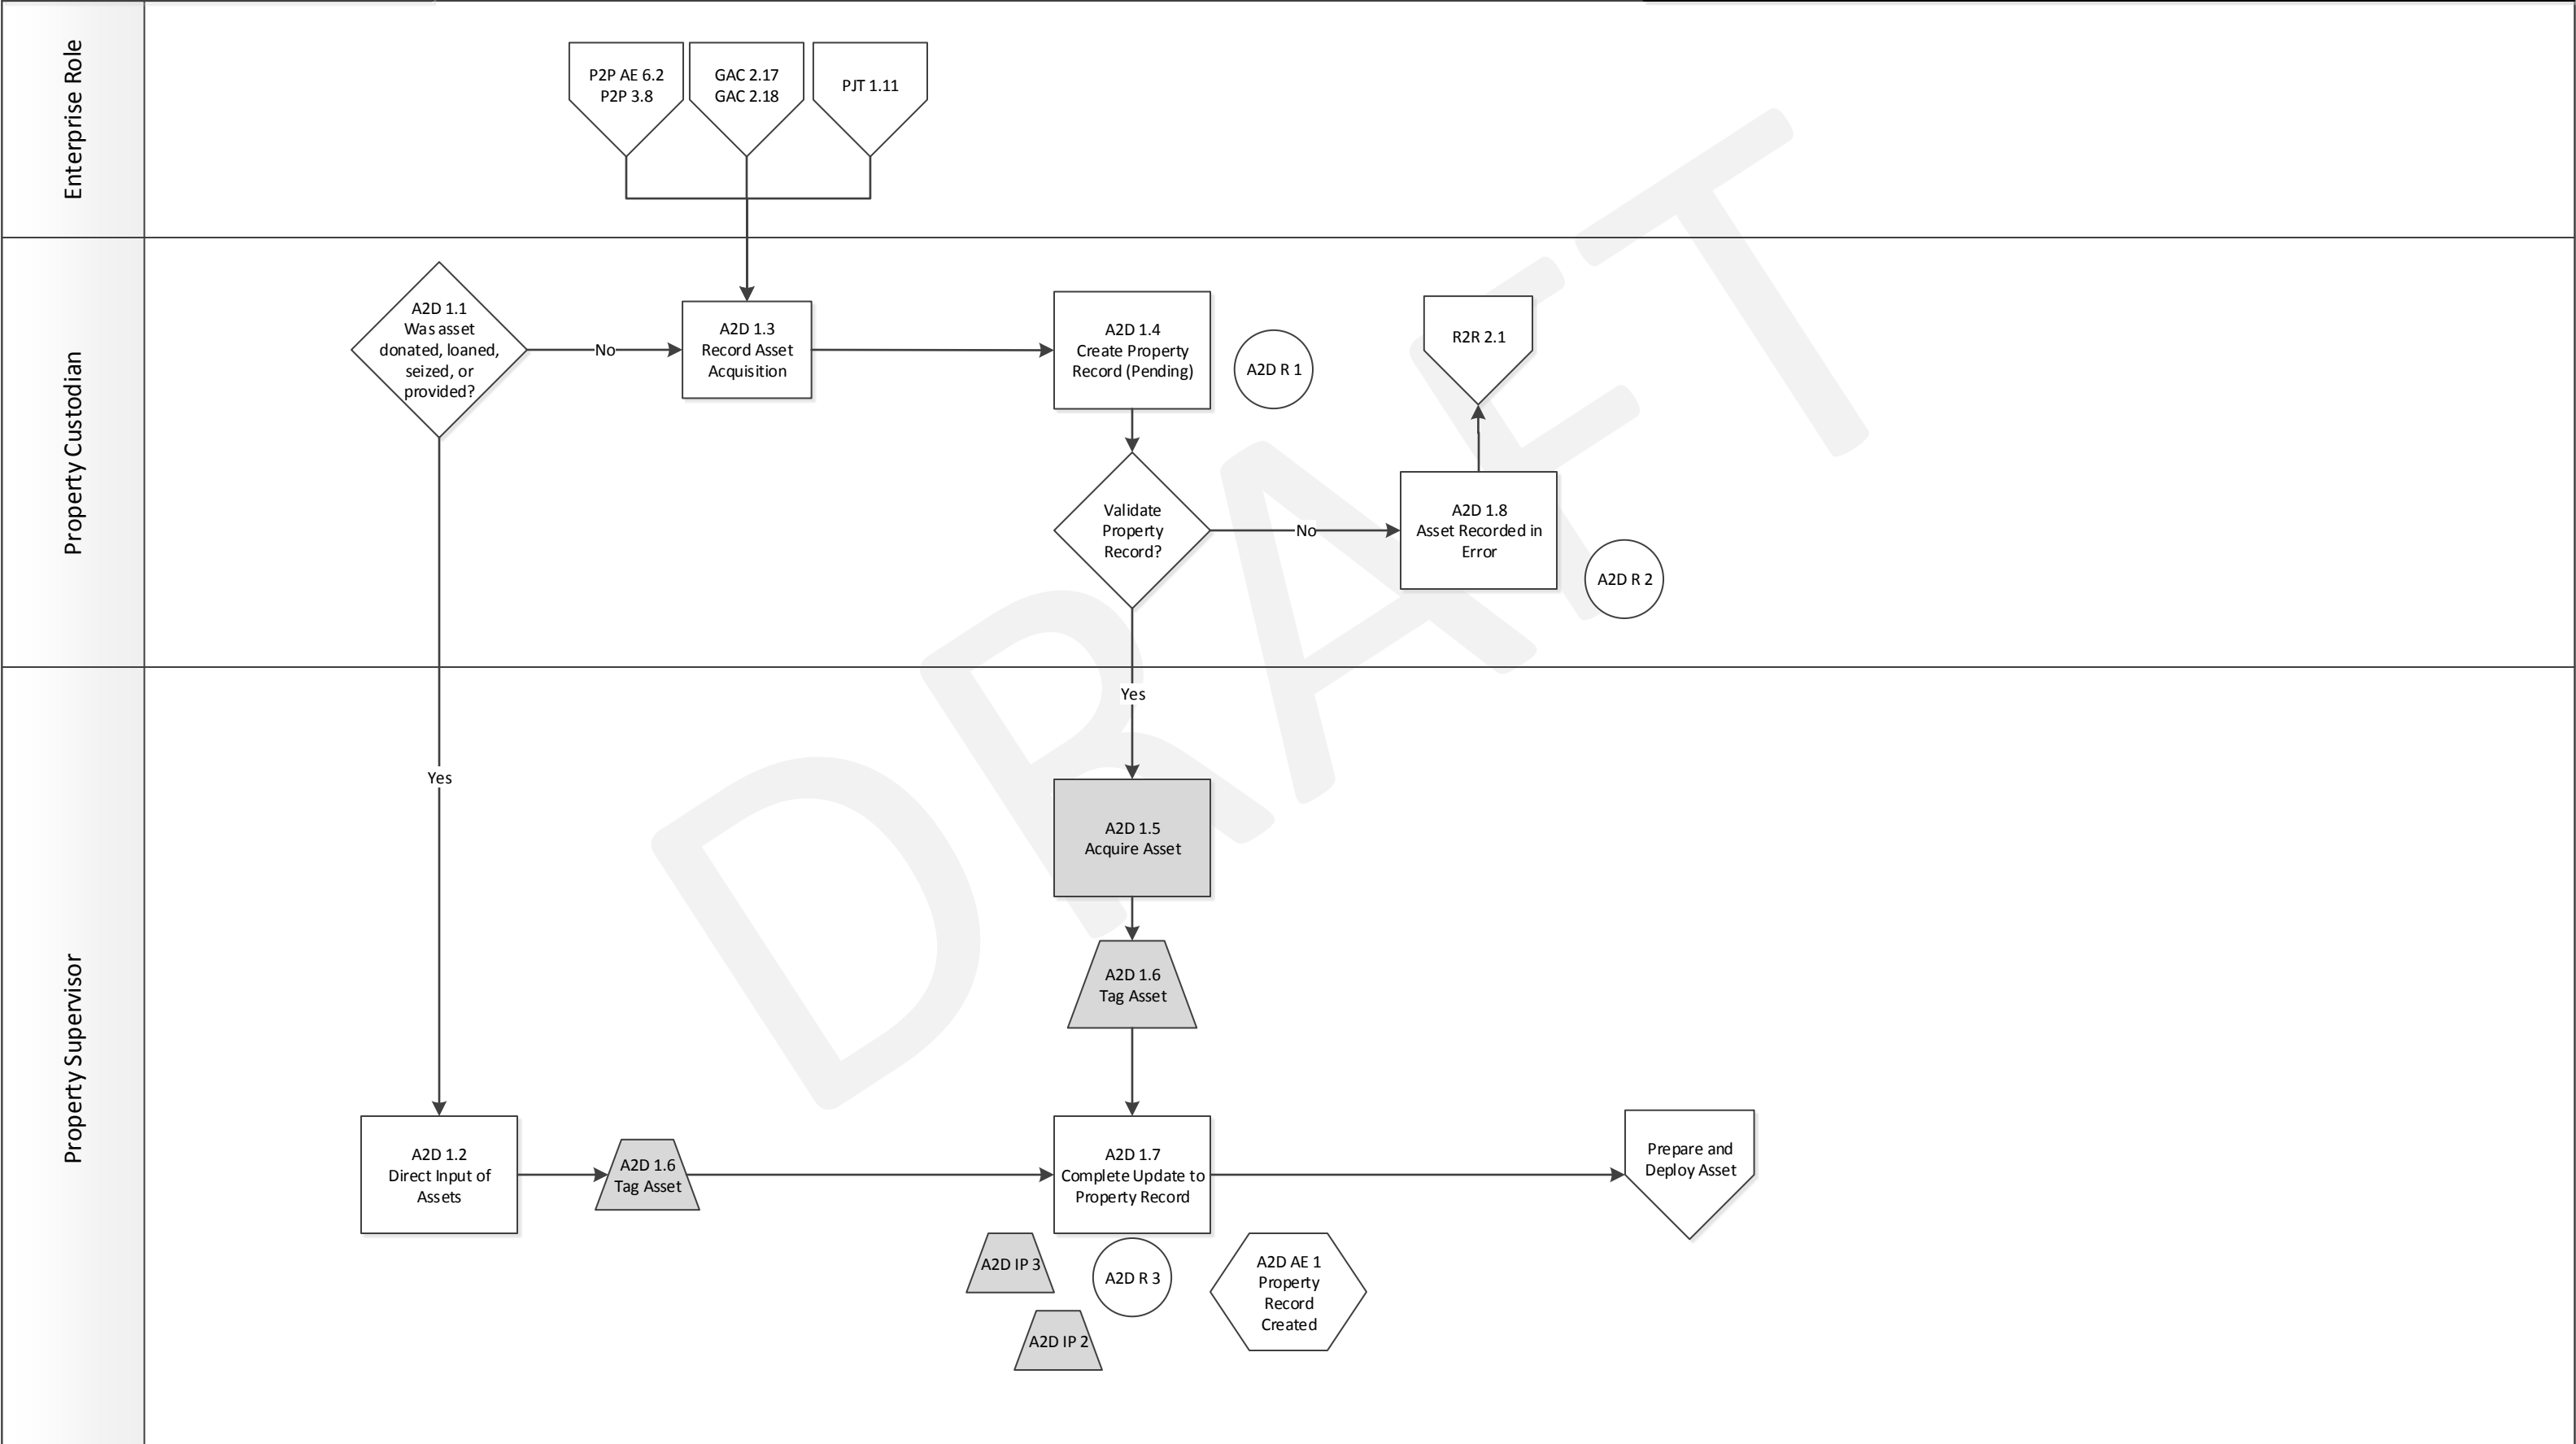 Enterprise Role
P2P AE 6.2
P2P 3.8
GAC 2.17
GAC 2.18
PJT 1.11
Property Custodian
A2D 1.1
Was asset
donated, loaned,
seized, or
provided?
No
A2D 1.3
Record Asset
Acquisition
A2D 1.4
Create Property
Record (Pending)
A2D R 1
R2R 2.1
Validate
Property
Record?
No
A2D 1.8
Asset Recorded in
Error
A2D R 2
Property Supervisor
Yes
Yes
A2D 1.5
Acquire Asset
A2D 1.6
Tag Asset
A2D 1.2
Direct Input of
Assets
A2D 1.6
Tag Asset
A2D 1.7
Complete Update to
Property Record
Prepare and
Deploy Asset
A2D IP 3
A2D R 3
A2D AE 1
Property
Record
Created
A2D IP 2
DRAFT